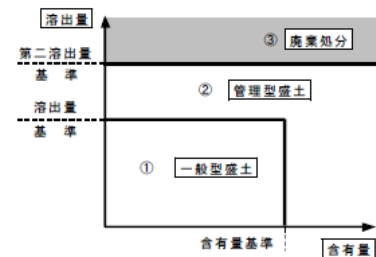 溶出量
③ 廃棄処分
第二溶出量
基 準
② 管理型盛土
溶出量
基 準
① 一般型盛土
含有量基準
含有量